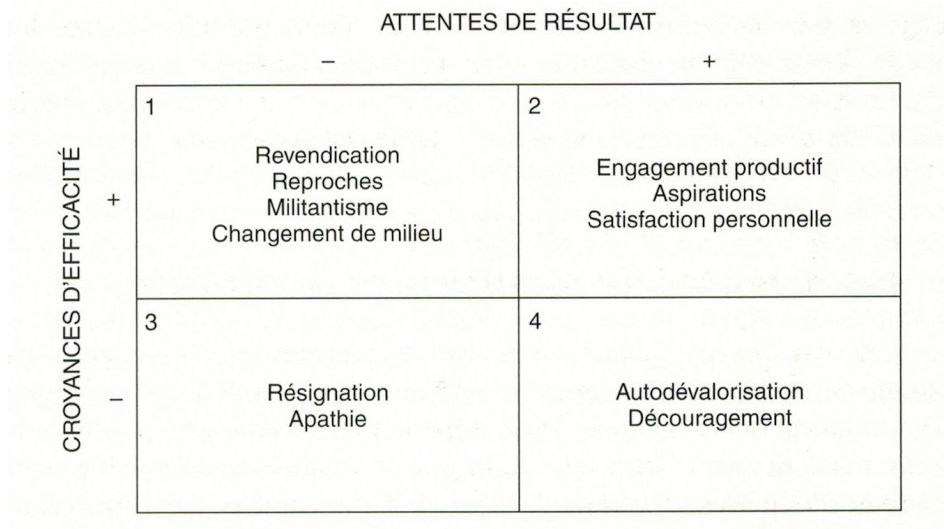 ATTENTES DE RÉSULTAT
−
+
CROYANCES D'EFFICACITÉ
+
−
1
Revendication
Reproches
Militantisme
Changement de milieu
2
Engagement productif
Aspirations
Satisfaction personnelle
3
Résignation
Apathie
4
Autodévalorisation
Découragement